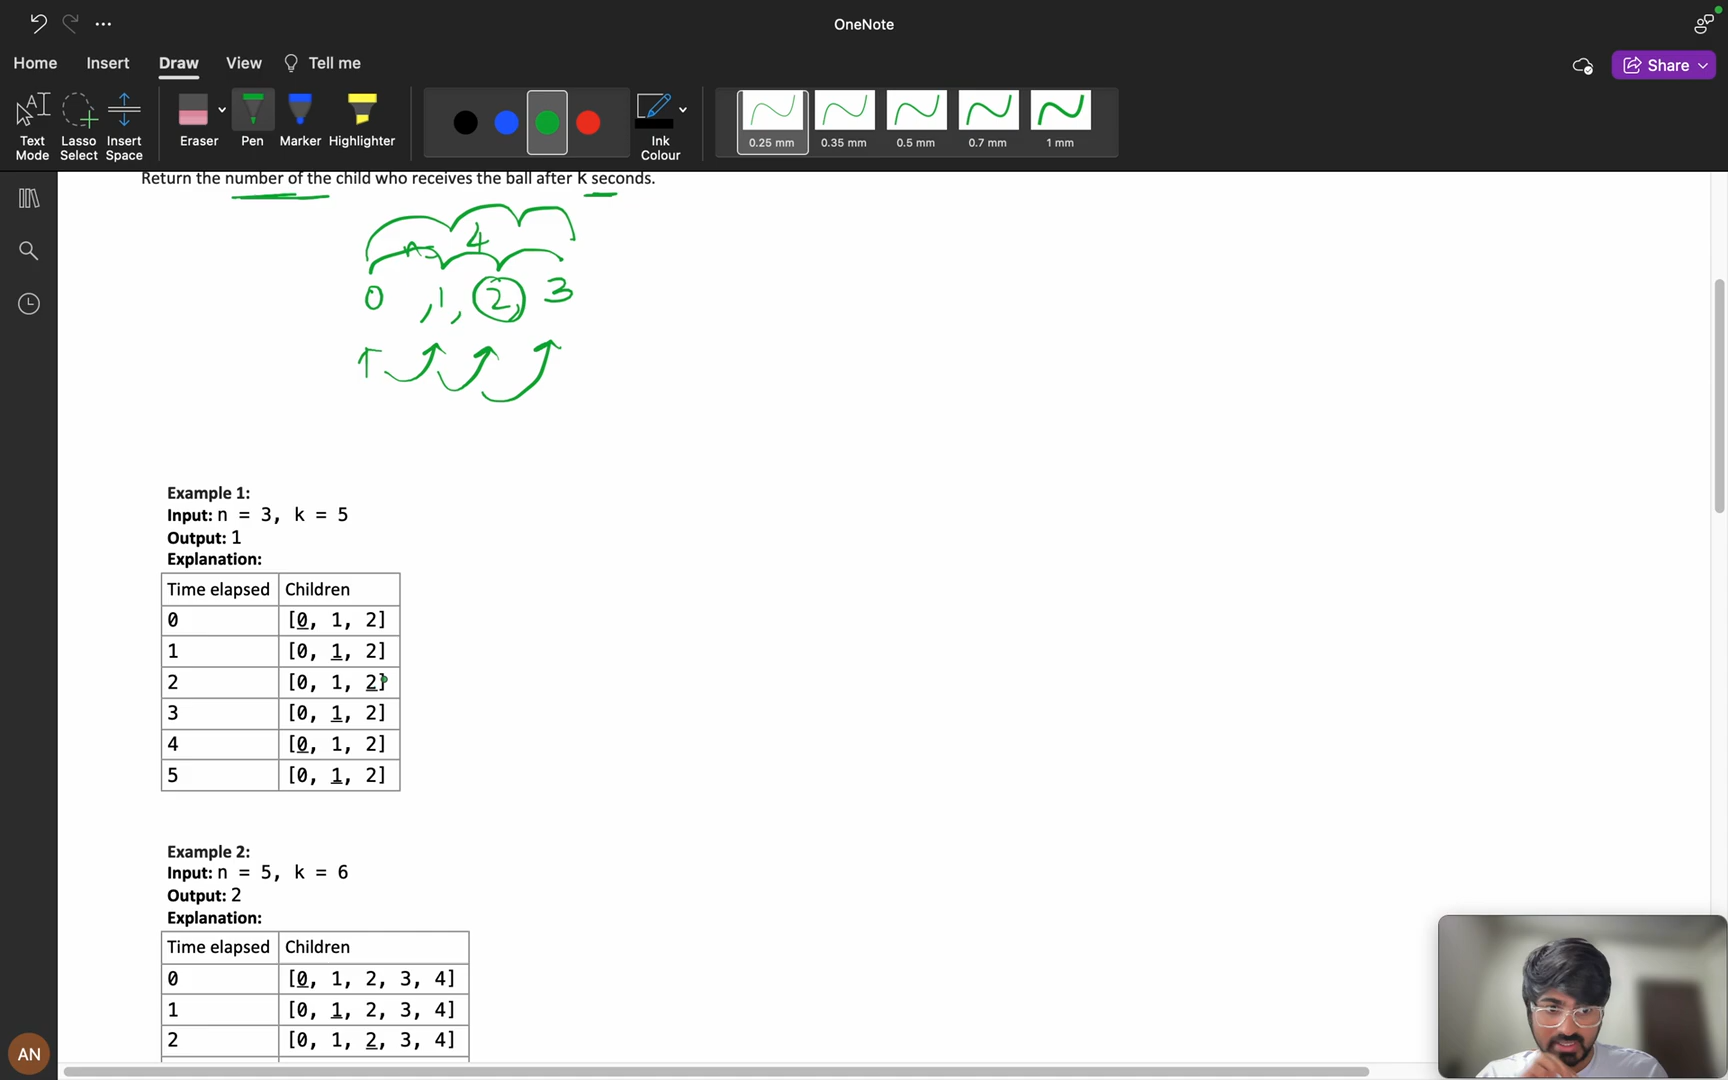 OneNote
Home Insert Draw View Tell me
Share
Text Mode
Lasso Select
Insert Space
Eraser
Pen
Marker
Highlighter
Ink Colour
0.25 mm
0.35 mm
0.5 mm
0.7 mm
1 mm
Return the number of the child who receives the ball after K seconds.
4
0 , 1, 2, 3
Example 1:
Input: n = 3, k = 5
Output: 1
Explanation:
Time elapsed Children
0 [0, 1, 2]
1 [0, 1, 2]
2 [0, 1, 2]
3 [0, 1, 2]
4 [0, 1, 2]
5 [0, 1, 2]
Example 2:
Input: n = 5, k = 6
Output: 2
Explanation:
Time elapsed Children
0 [0, 1, 2, 3, 4]
1 [0, 1, 2, 3, 4]
2 [0, 1, 2, 3, 4]
AN